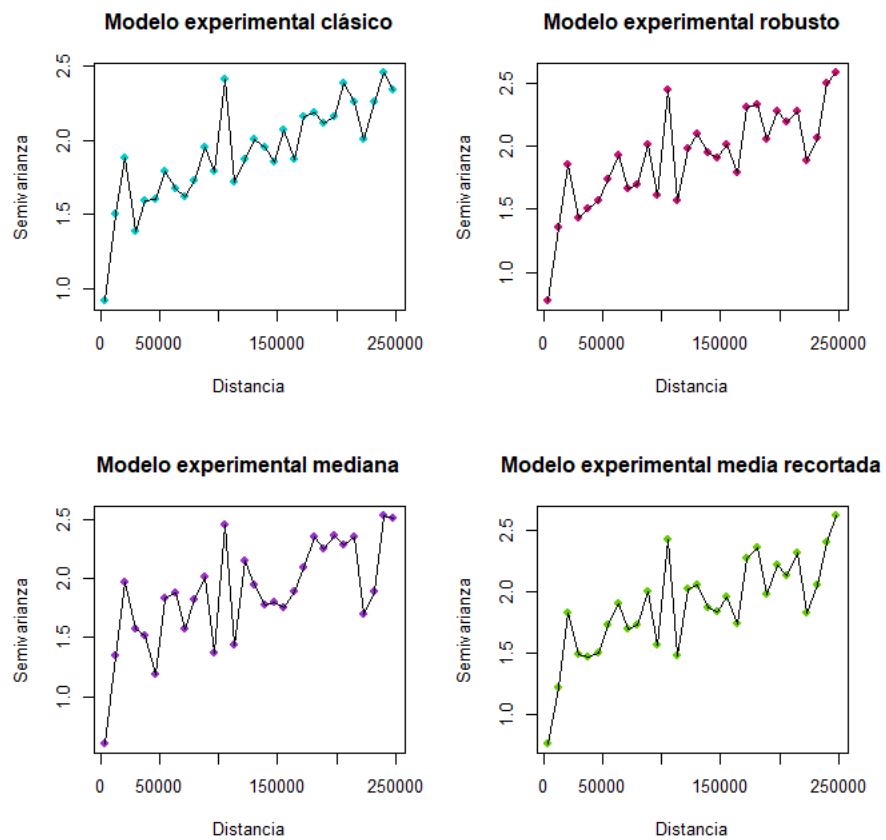 Modelo experimental clásico
Semivarianza
1.0
1.5
2.0
2.5
0 50000 150000 250000
Distancia
Modelo experimental robusto
Semivarianza
1.0
1.5
2.0
2.5
0 50000 150000 250000
Distancia
Modelo experimental mediana
Semivarianza
1.0
1.5
2.0
2.5
0 50000 150000 250000
Distancia
Modelo experimental media recortada
Semivarianza
1.0
1.5
2.0
2.5
0 50000 150000 250000
Distancia